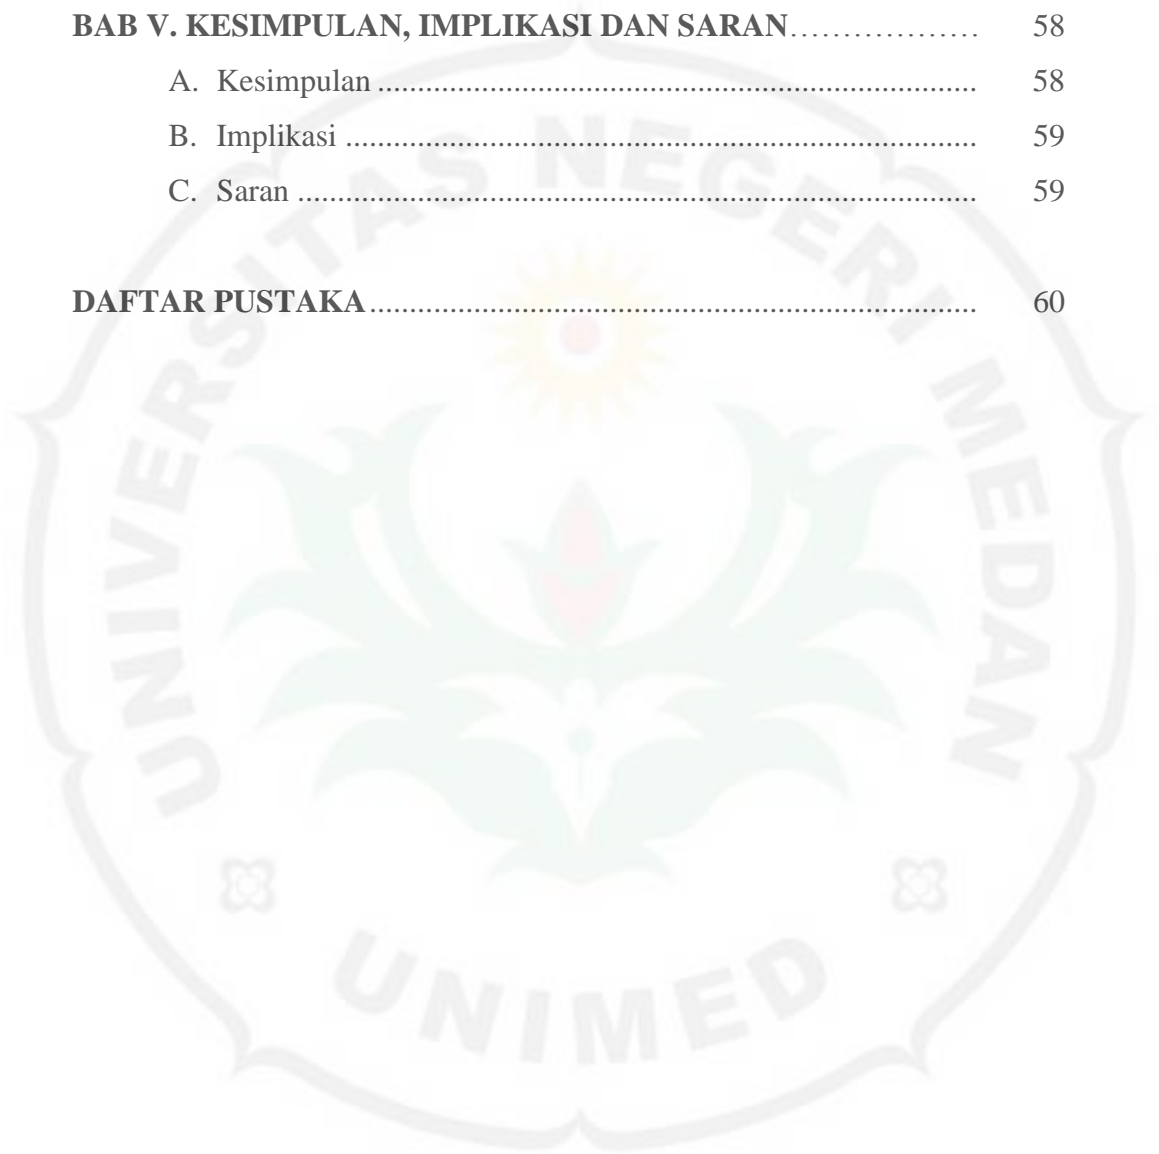 BAB V. KESIMPULAN, IMPLIKASI DAN SARAN.................. 58
A. Kesimpulan ........................................................................... 58
B. Implikasi ............................................................................... 59
C. Saran ..................................................................................... 59
DAFTAR PUSTAKA............................................................................ 60
UNIVERSITAS NEGERI MEDAN
UNIMED